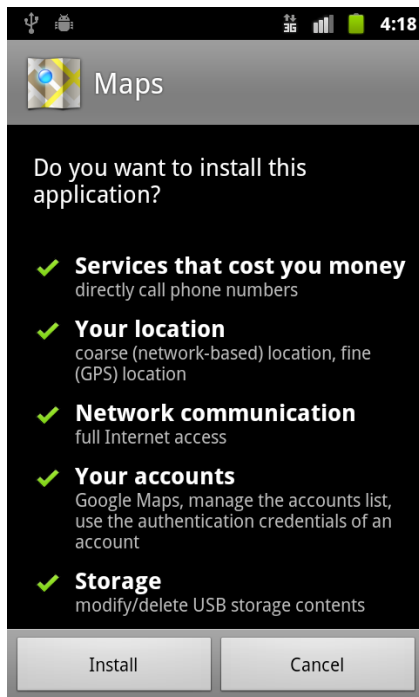 3G 4:18
Maps
Do you want to install this
application?
Services that cost you money
directly call phone numbers
Your location
coarse (network-based) location, fine
(GPS) location
Network communication
full Internet access
Your accounts
Google Maps, manage the accounts list,
use the authentication credentials of an
account
Storage
modify/delete USB storage contents
Install Cancel